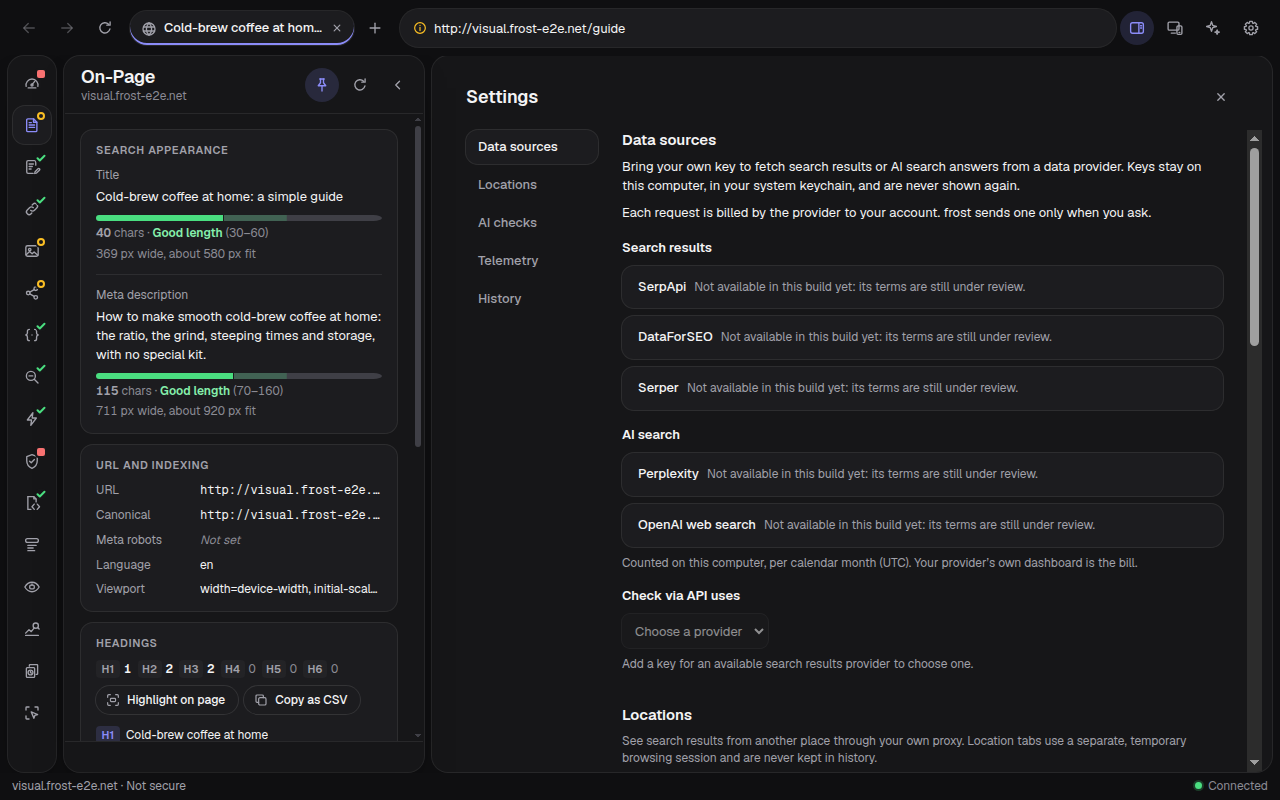 Cold-brew coffee at hom...
http://visual.frost-e2e.net/guide
On-Page
visual.frost-e2e.net
SEARCH APPEARANCE
Title
Cold-brew coffee at home: a simple guide
40 chars · Good length (30–60)
369 px wide, about 580 px fit
Meta description
How to make smooth cold-brew coffee at home:
the ratio, the grind, steeping times and storage,
with no special kit.
115 chars · Good length (70–160)
711 px wide, about 920 px fit
URL AND INDEXING
URL http://visual.frost-e2e.…
Canonical http://visual.frost-e2e.…
Meta robots Not set
Language en
Viewport width=device-width, initial-scal...
HEADINGS
H1 1 H2 2 H3 2 H4 0 H5 0 H6 0
Highlight on page Copy as CSV
H1 Cold-brew coffee at home
Settings
Data sources
Locations
AI checks
Telemetry
History
Data sources
Bring your own key to fetch search results or AI search answers from a data provider. Keys stay on
this computer, in your system keychain, and are never shown again.
Each request is billed by the provider to your account. frost sends one only when you ask.
Search results
SerpApi Not available in this build yet: its terms are still under review.
DataForSEO Not available in this build yet: its terms are still under review.
Serper Not available in this build yet: its terms are still under review.
AI search
Perplexity Not available in this build yet: its terms are still under review.
OpenAI web search Not available in this build yet: its terms are still under review.
Counted on this computer, per calendar month (UTC). Your provider's own dashboard is the bill.
Check via API uses
Choose a provider
Add a key for an available search results provider to choose one.
Locations
See search results from another place through your own proxy. Location tabs use a separate, temporary
browsing session and are never kept in history.
visual.frost-e2e.net · Not secure
Connected